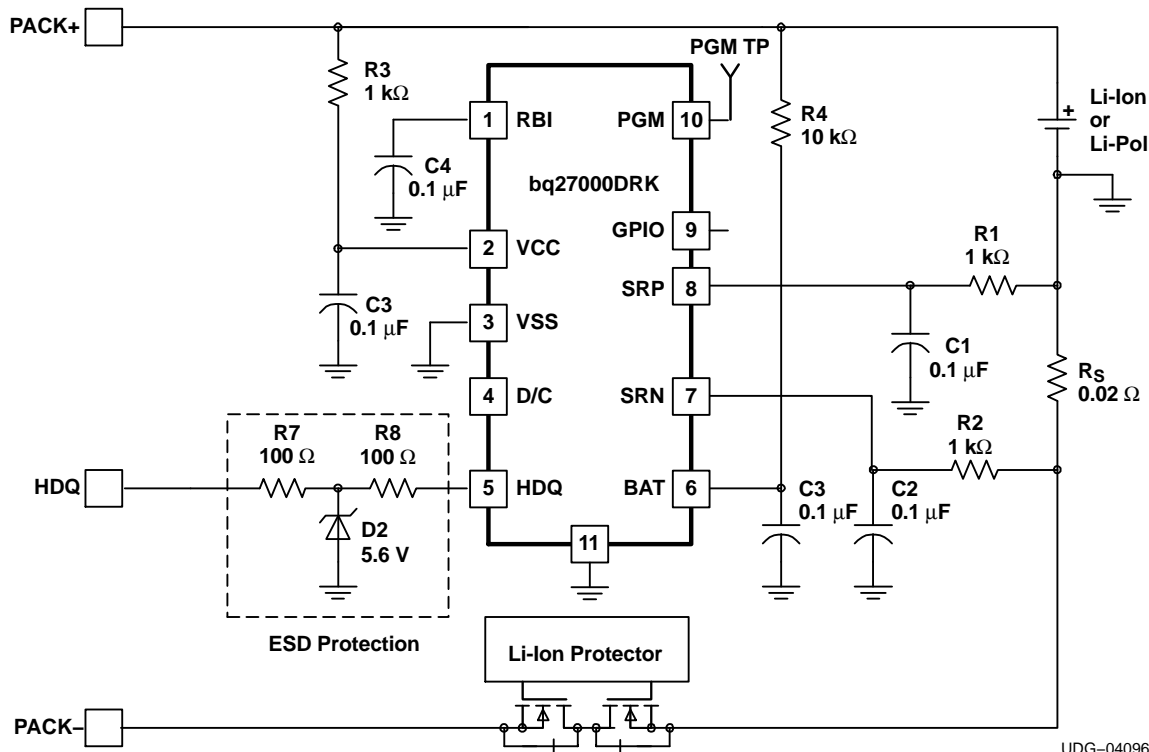 PACK+
R3
1 kΩ
C4
0.1 μF
C3
0.1 μF
1
RBI
2
VCC
3
VSS
4
D/C
5
HDQ
bq27000DRK
PGM
10
PGM TP
GPIO
9
SRP
8
SRN
7
BAT
6
11
R4
10 kΩ
+
Li-Ion
or
Li-Pol
R1
1 kΩ
C1
0.1 μF
RS
0.02 Ω
R2
1 kΩ
C3
0.1 μF
C2
0.1 μF
HDQ
R7
100 Ω
R8
100 Ω
D2
5.6 V
ESD Protection
Li-Ion Protector
PACK–
UDG–04096